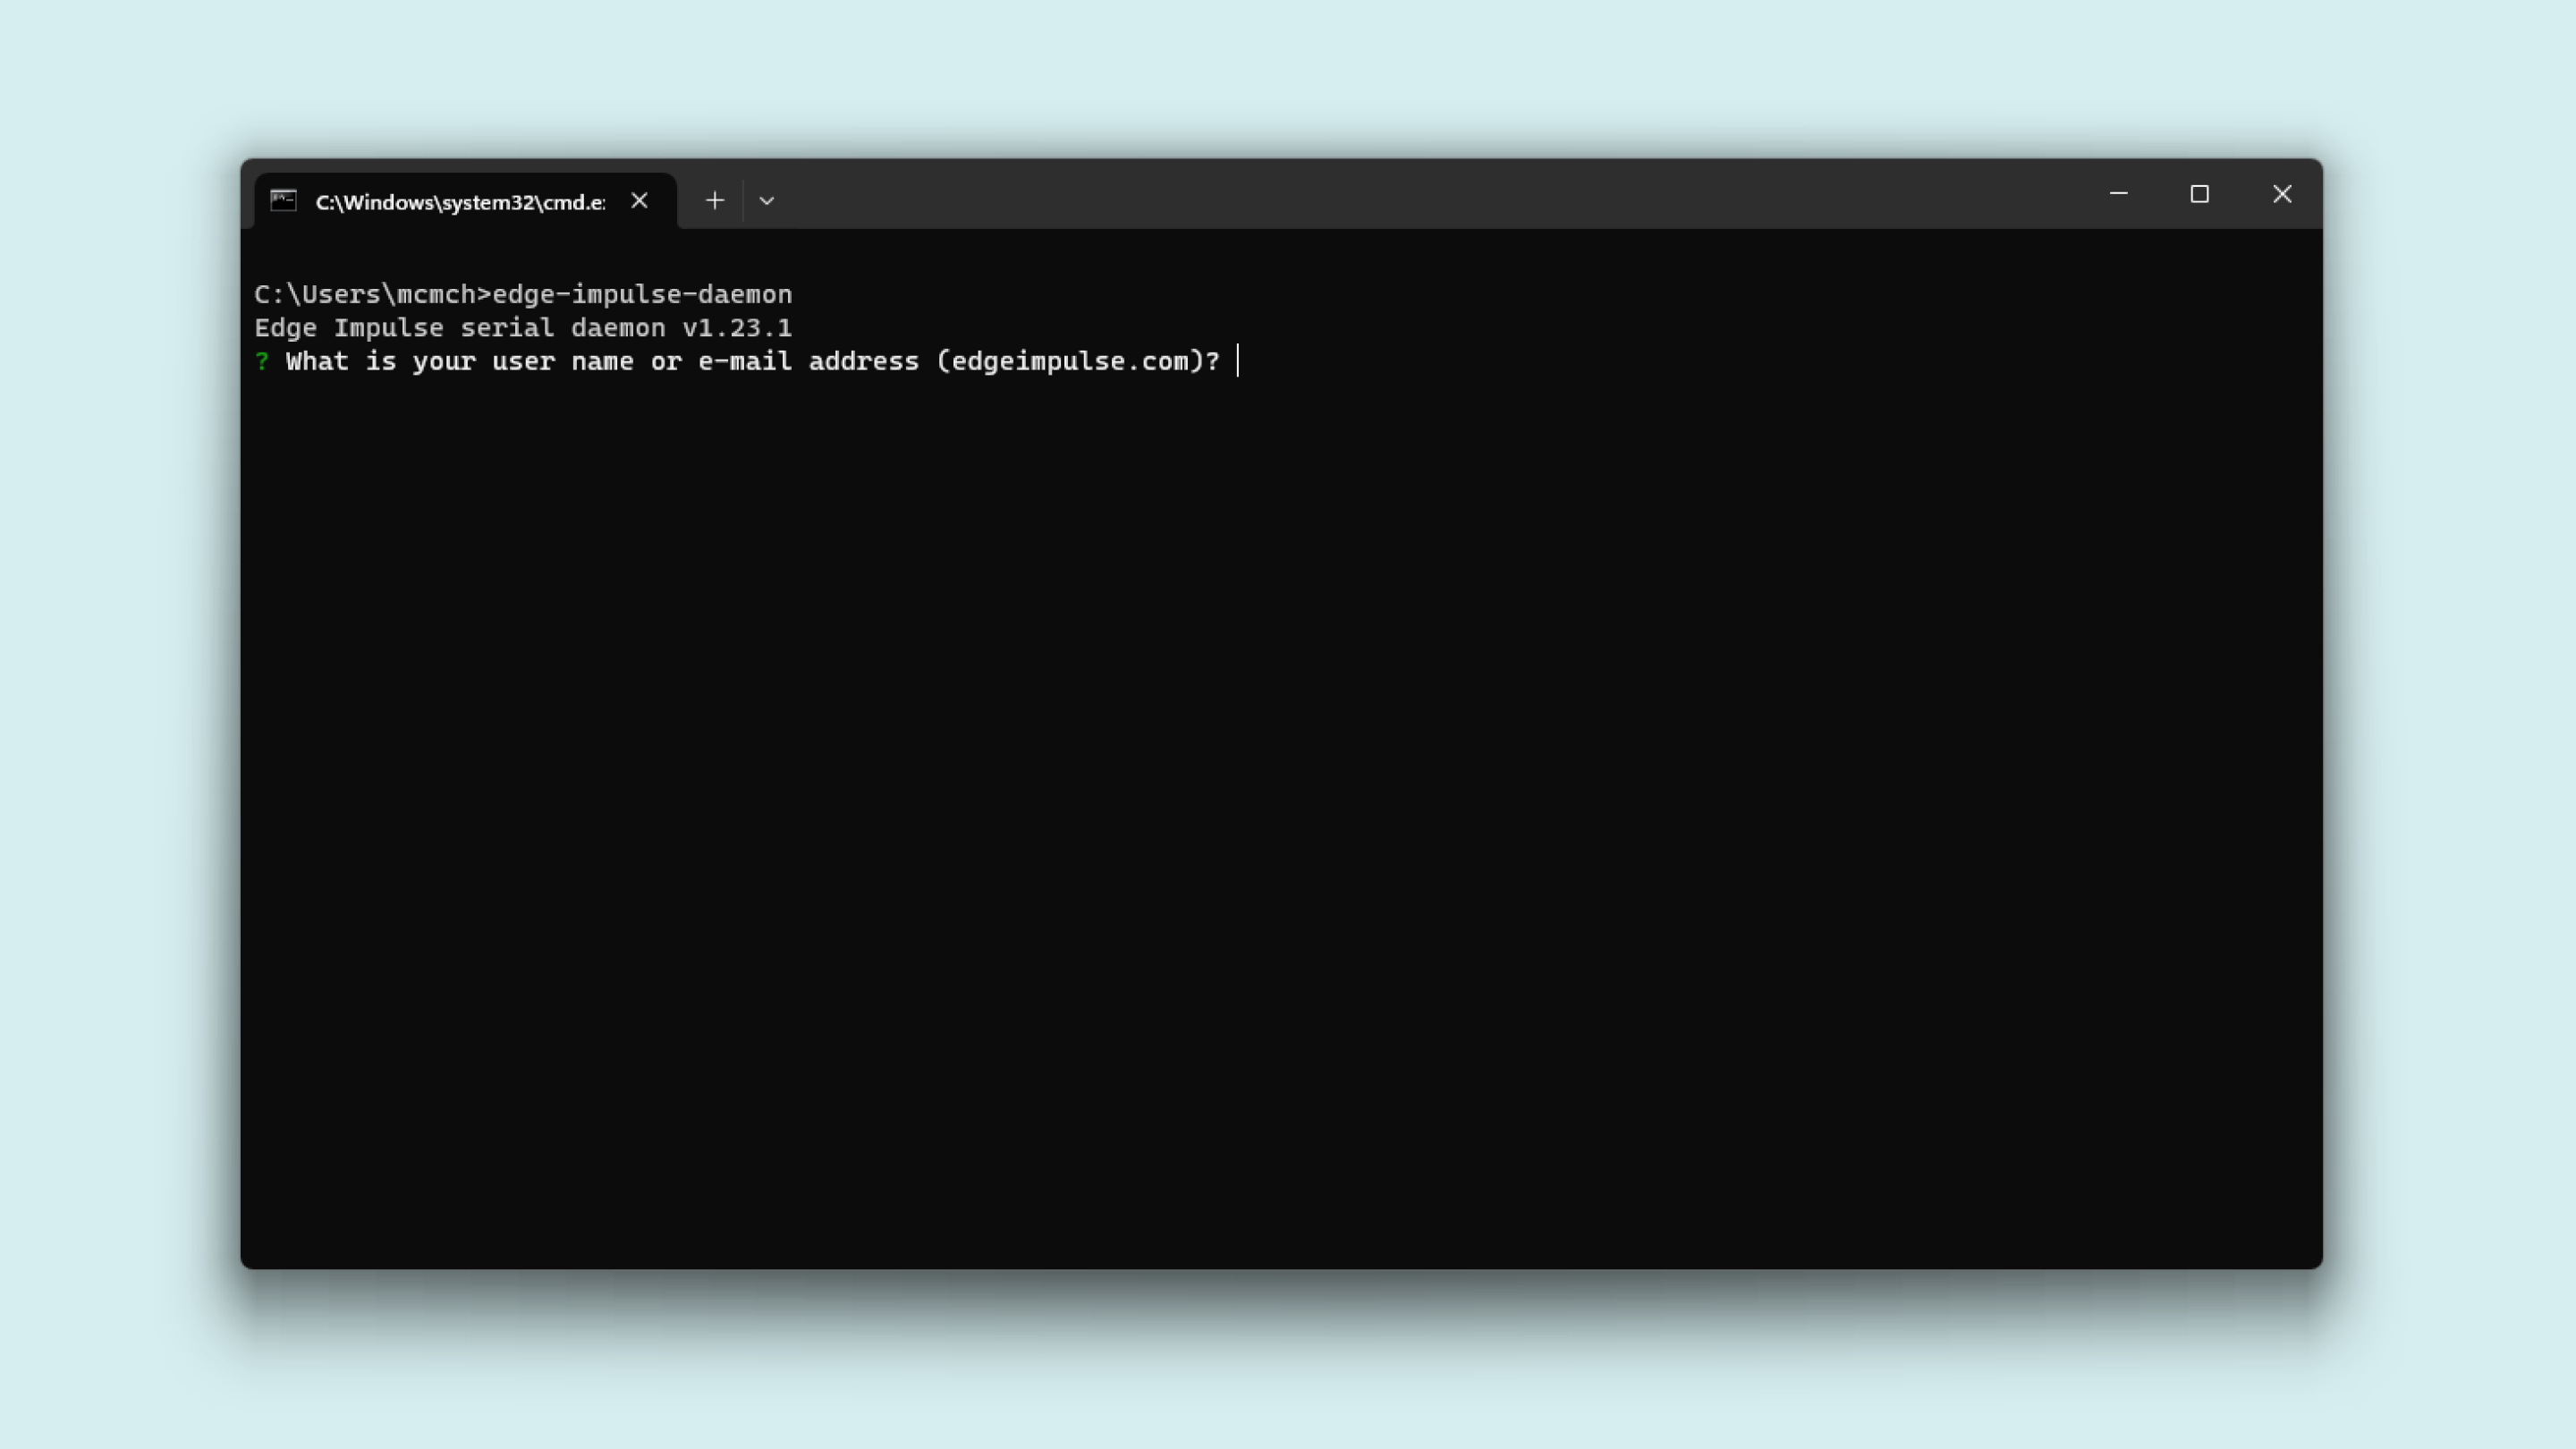 C:\Windows\system32\cmd.e
C:\Users\mcmch>edge-impulse-daemon
Edge Impulse serial daemon v1.23.1
? What is your user name or e-mail address (edgeimpulse.com)?